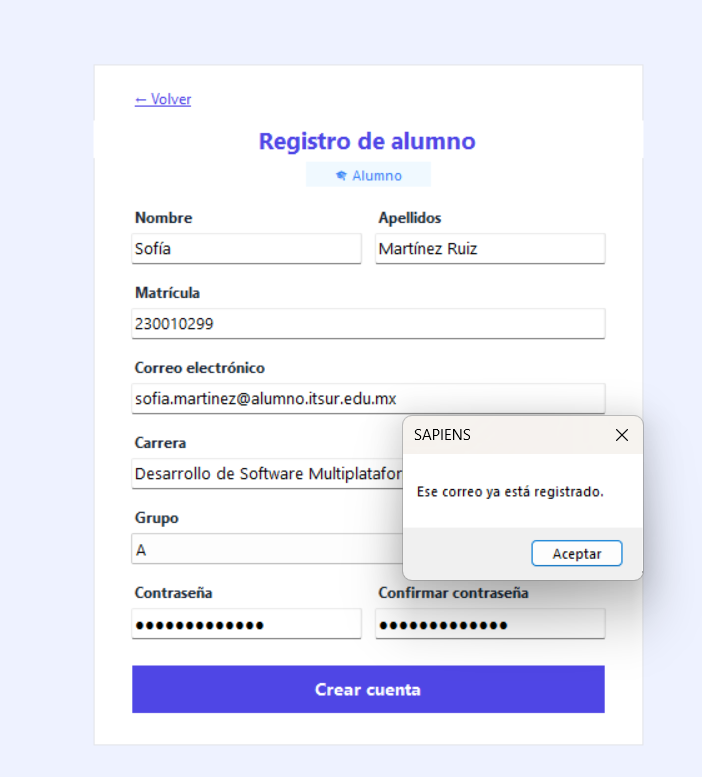 ← Volver
Registro de alumno
🎓 Alumno
Nombre Apellidos
Sofía Martínez Ruiz
Matrícula
230010299
Correo electrónico
sofia.martinez@alumno.itsur.edu.mx
Carrera
Desarrollo de Software Multiplatafor
Grupo
A
SAPIENS
Ese correo ya está registrado.
Aceptar
Contraseña Confirmar contraseña
●●●●●●●●●●●●● ●●●●●●●●●●●●●
Crear cuenta